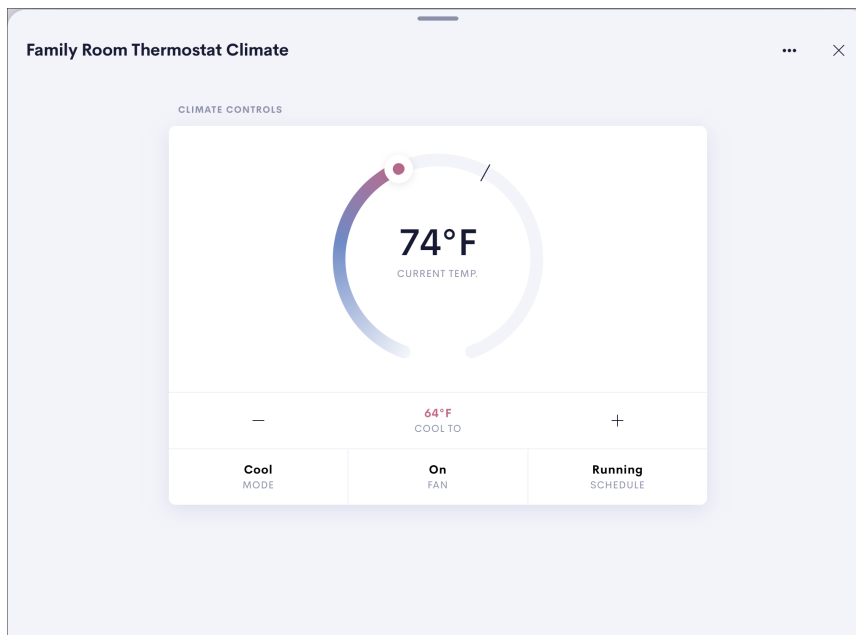 Family Room Thermostat Climate
CLIMATE CONTROLS
74°F
CURRENT TEMP.
64°F
COOL TO
Cool
MODE
On
FAN
Running
SCHEDULE